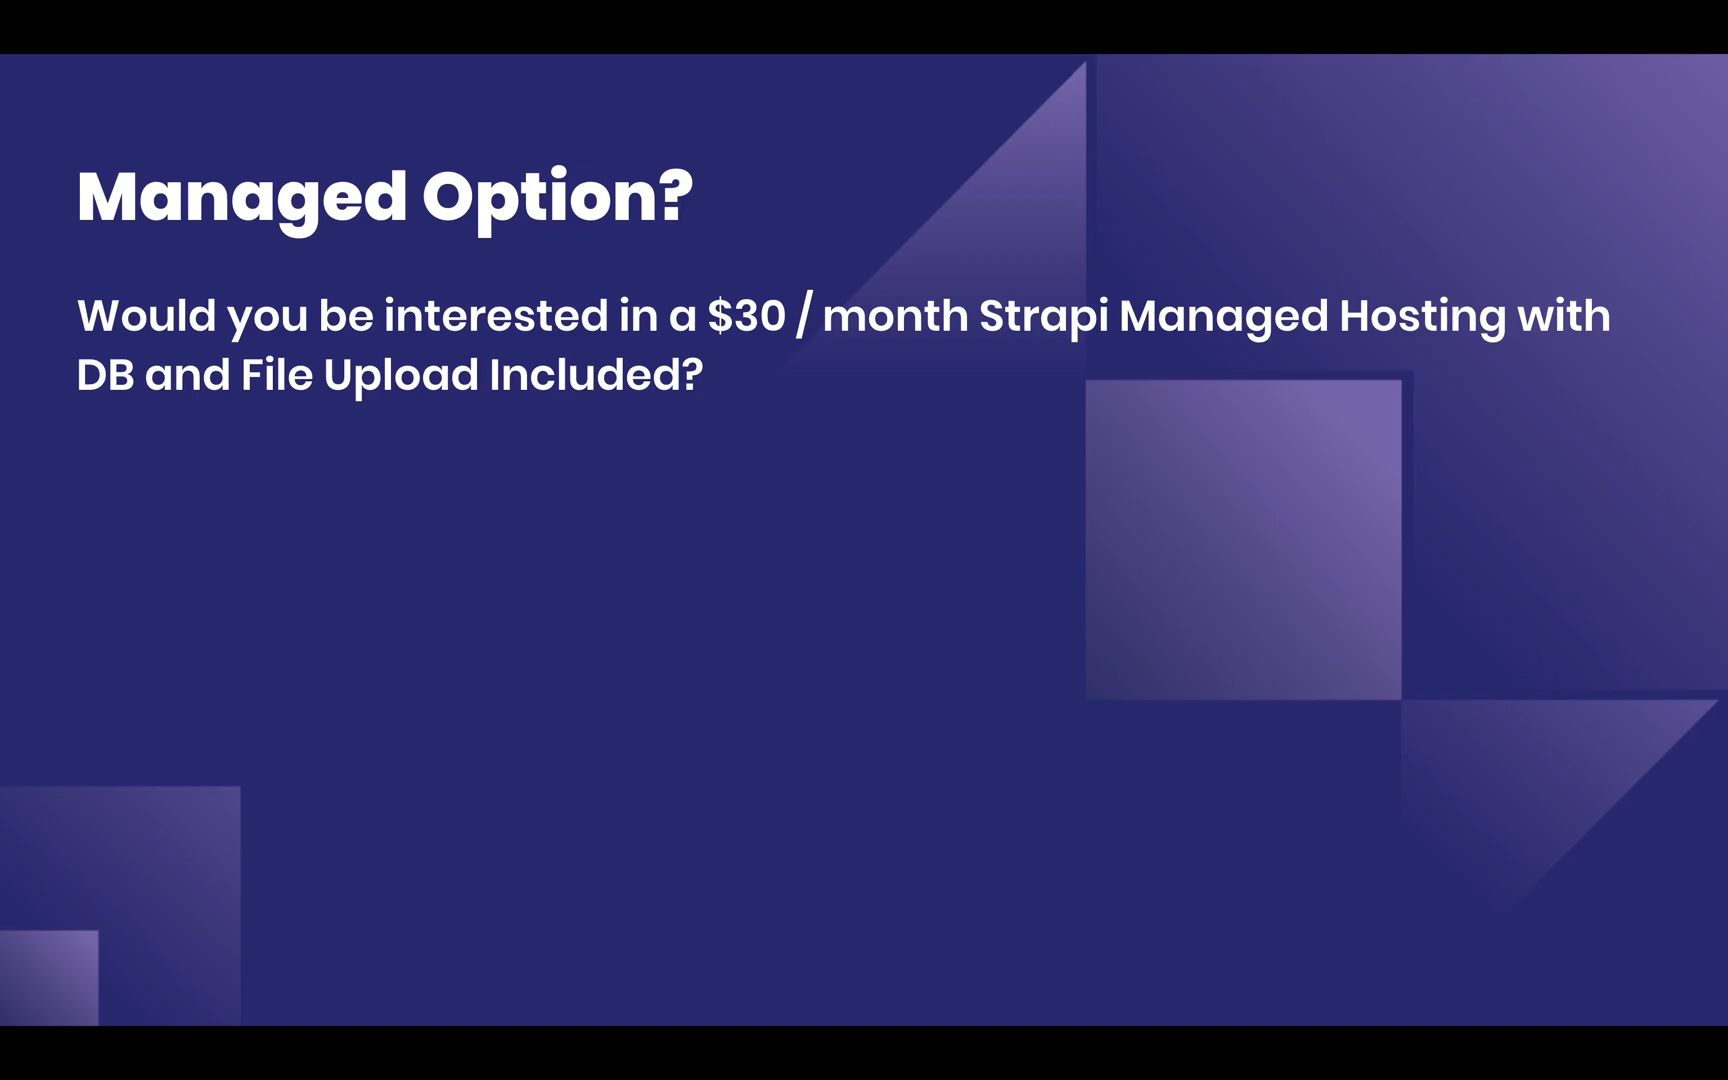 Managed Option?
Would you be interested in a $30 / month Strapi Managed Hosting with
DB and File Upload Included?